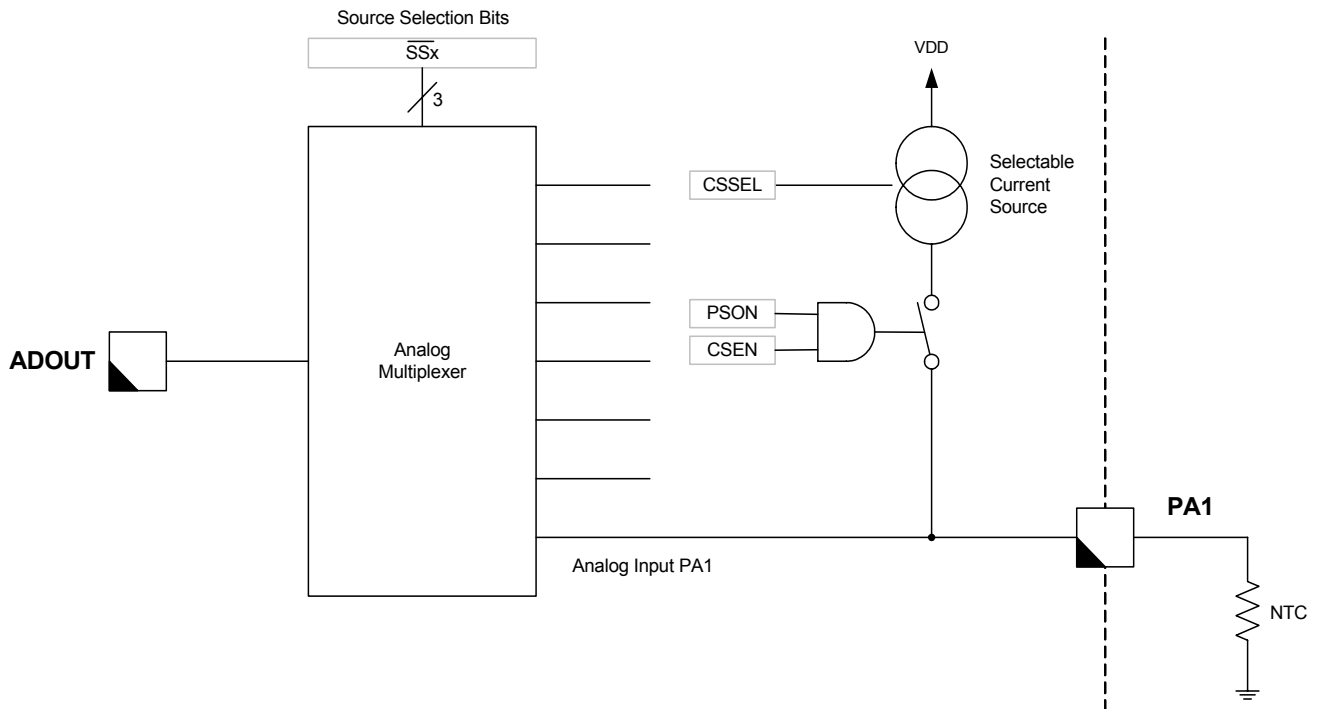 Source Selection Bits
S̅S̅x
3
VDD
Selectable
Current
Source
CSSEL
PSON
CSEN
ADOUT
Analog
Multiplexer
PA1
Analog Input PA1
NTC